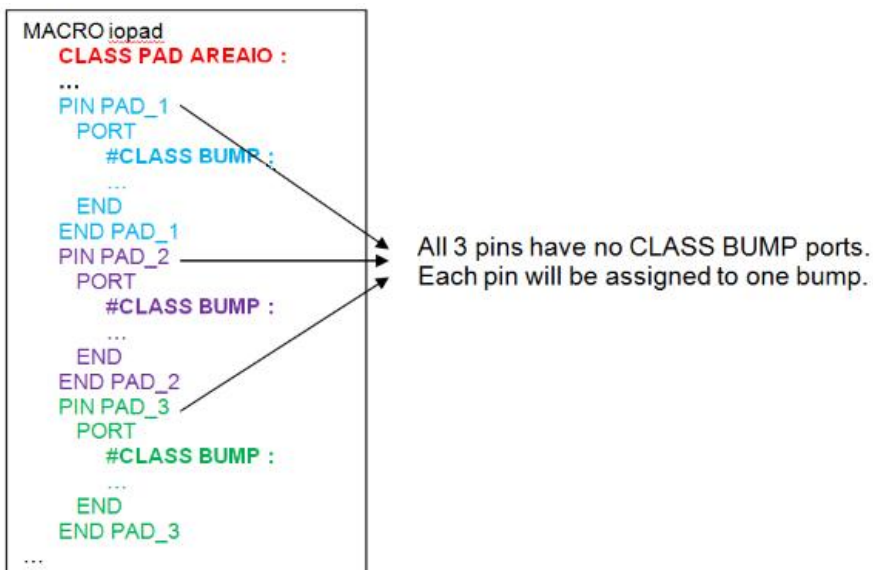 MACRO iopad
CLASS PAD AREAIO :
...
PIN PAD_1
PORT
#CLASS BUMP :
...
END
END PAD_1
PIN PAD_2
PORT
#CLASS BUMP :
...
END
END PAD_2
PIN PAD_3
PORT
#CLASS BUMP :
...
END
END PAD_3
...
All 3 pins have no CLASS BUMP ports.
Each pin will be assigned to one bump.